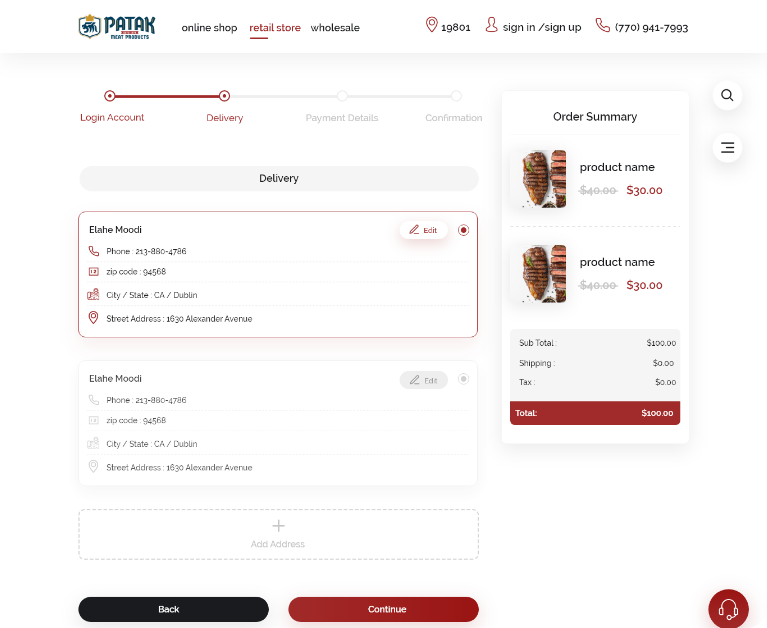 PATAK
MEAT PRODUCTS
online shop
retail store
wholesale
19801
sign in /sign up
(770) 941-7993
Login Account
Delivery
Payment Details
Confirmation
Delivery
Elahe Moodi
Edit
Phone : 213-880-4786
zip code : 94568
City / State : CA / Dublin
Street Address : 1630 Alexander Avenue
Elahe Moodi
Edit
Phone : 213-880-4786
zip code : 94568
City / State : CA / Dublin
Street Address : 1630 Alexander Avenue
Add Address
Back
Continue
Order Summary
product name
$40.00 $30.00
product name
$40.00 $30.00
Sub Total : $100.00
Shipping : $0.00
Tax : $0.00
Total: $100.00